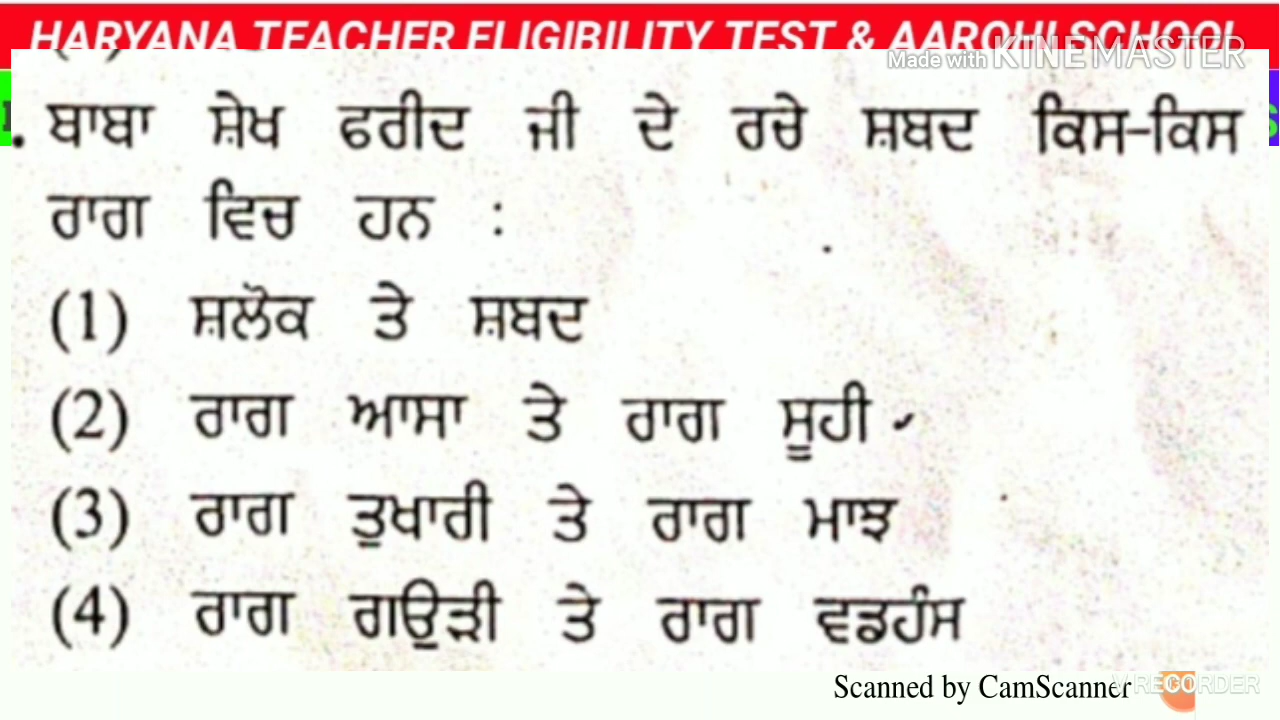 HARYANA TEACHER ELIGIBILITY TEST & AAROHI SCHOOL
Made with KINEMASTER
. ਬਾਬਾ ਸ਼ੇਖ ਫਰੀਦ ਜੀ ਦੇ ਰਚੇ ਸ਼ਬਦ ਕਿਸ-ਕਿਸ
ਰਾਗ ਵਿਚ ਹਨ :
(1) ਸ਼ਲੋਕ ਤੇ ਸ਼ਬਦ
(2) ਰਾਗ ਆਸਾ ਤੇ ਰਾਗ ਸੂਹੀ
(3) ਰਾਗ ਤੁਖਾਰੀ ਤੇ ਰਾਗ ਮਾਝ
(4) ਰਾਗ ਗਉੜੀ ਤੇ ਰਾਗ ਵਡਹੰਸ
Scanned by CamScanner